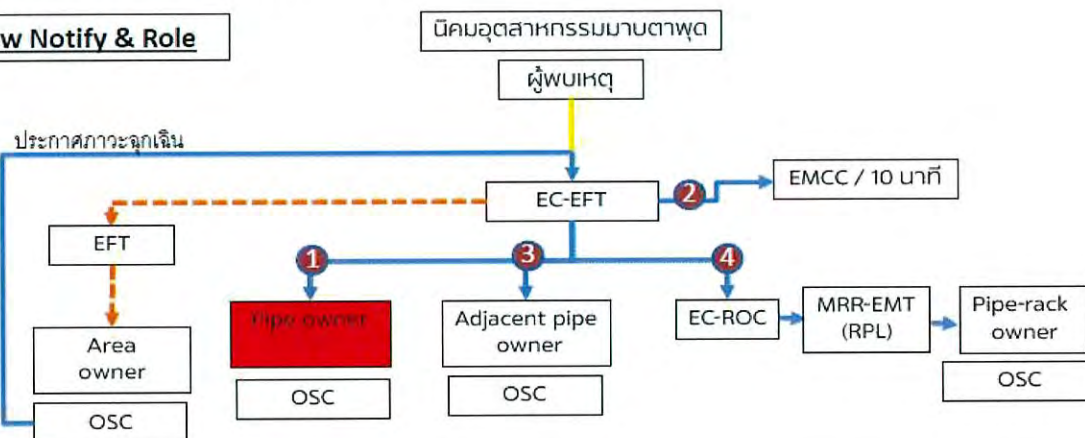 w Notify & Role
นิคมอุตสาหกรรมมาบตาพุด
ผู้พบเหตุ
ประกาศภาวะฉุกเฉิน
EC-EFT
2
EMCC / 10 นาที
EFT
1
3
4
Pipe owner
Adjacent pipe
owner
EC-ROC
MRR-EMT
(RPL)
Pipe-rack
owner
Area
owner
OSC
OSC
OSC
OSC